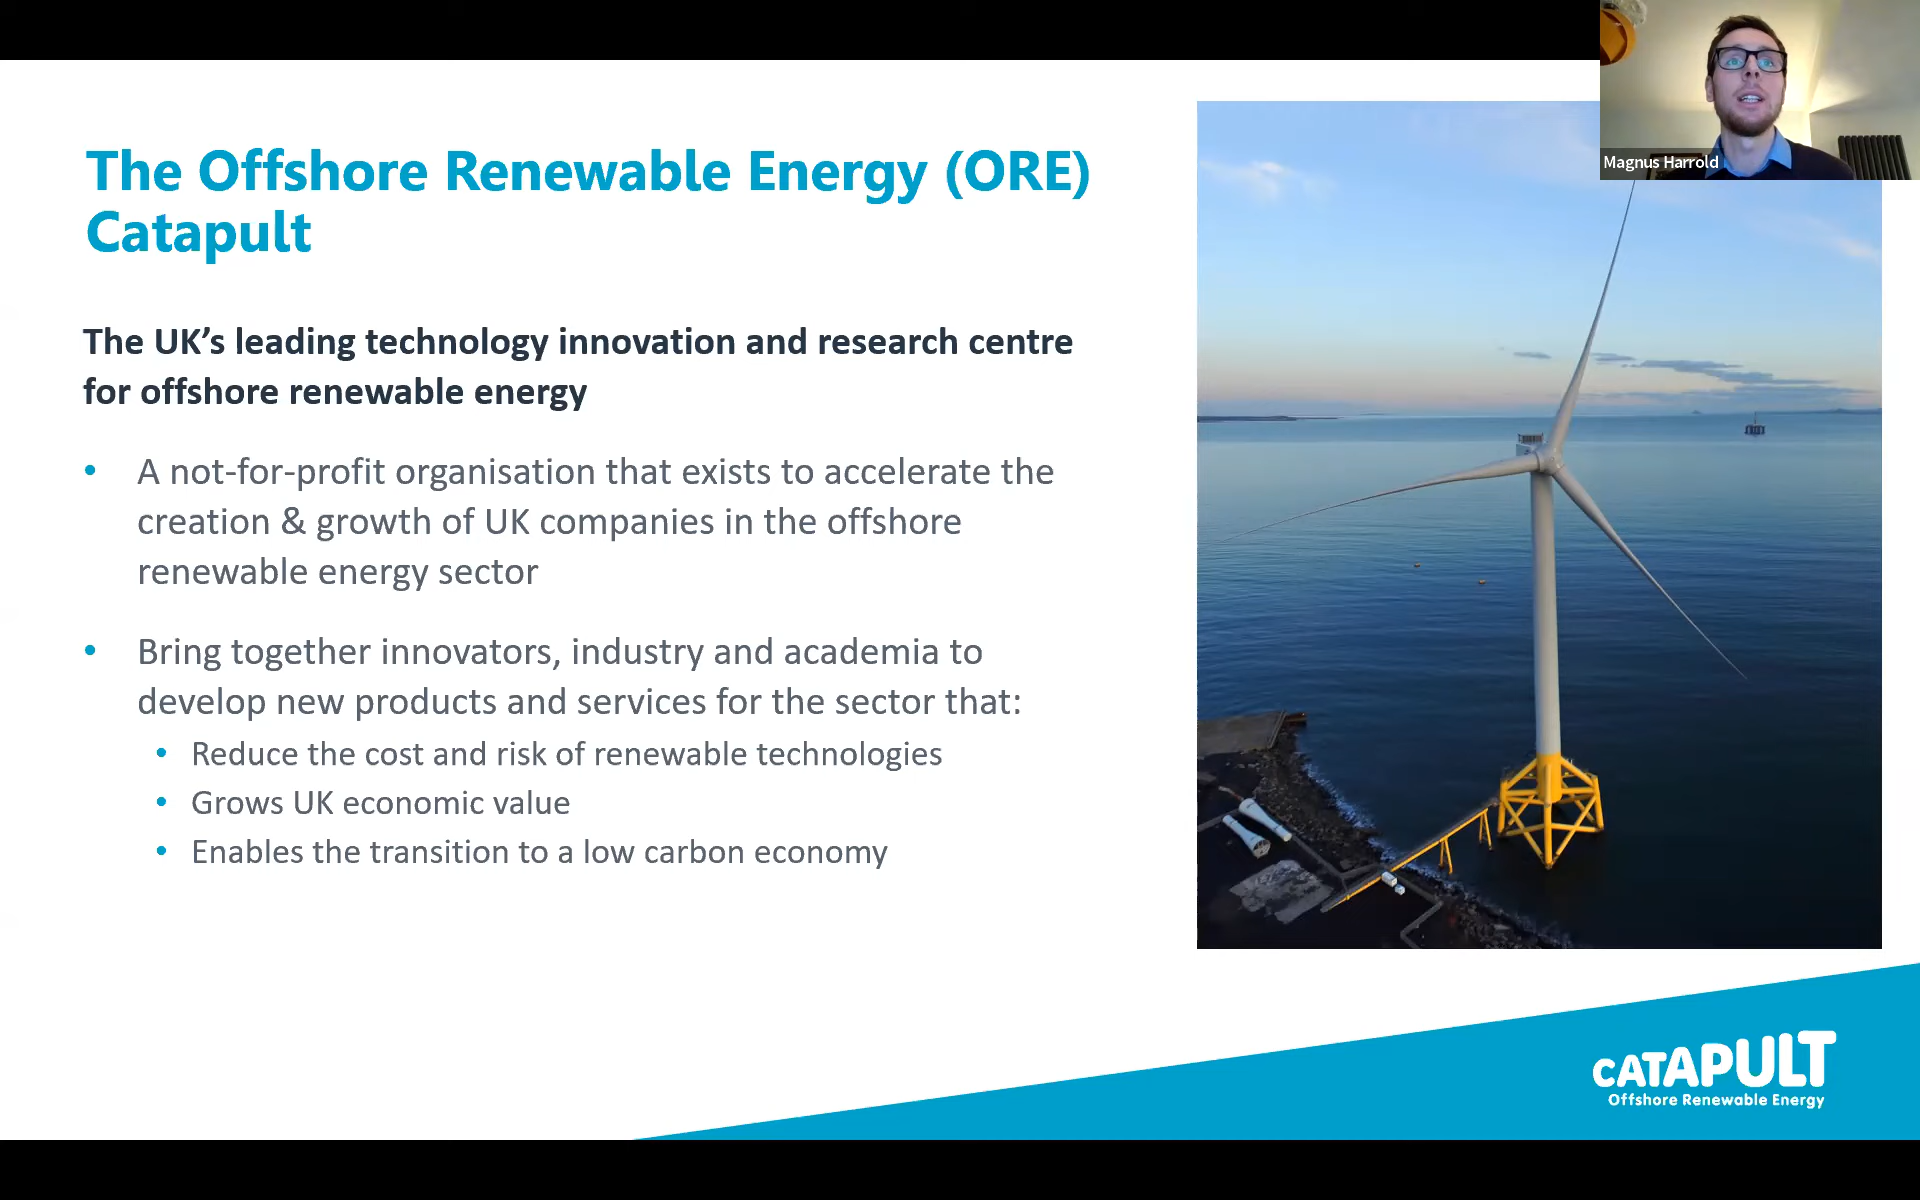 Magnus Harrold
The Offshore Renewable Energy (ORE)
Catapult
The UK’s leading technology innovation and research centre
for offshore renewable energy
• A not-for-profit organisation that exists to accelerate the
creation & growth of UK companies in the offshore
renewable energy sector
• Bring together innovators, industry and academia to
develop new products and services for the sector that:
• Reduce the cost and risk of renewable technologies
• Grows UK economic value
• Enables the transition to a low carbon economy
CATAPULT
Offshore Renewable Energy